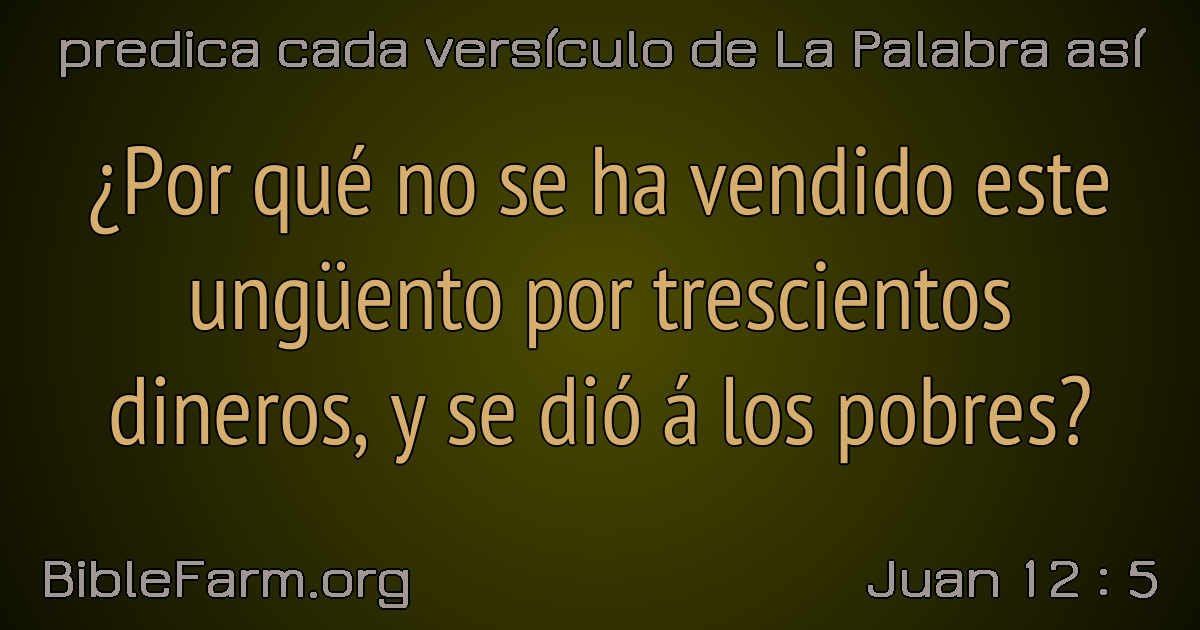 predica cada versículo de La Palabra así
¿Por qué no se ha vendido este
ungüento por trescientos
dineros, y se dió á los pobres?
BibleFarm.org
Juan 12 : 5